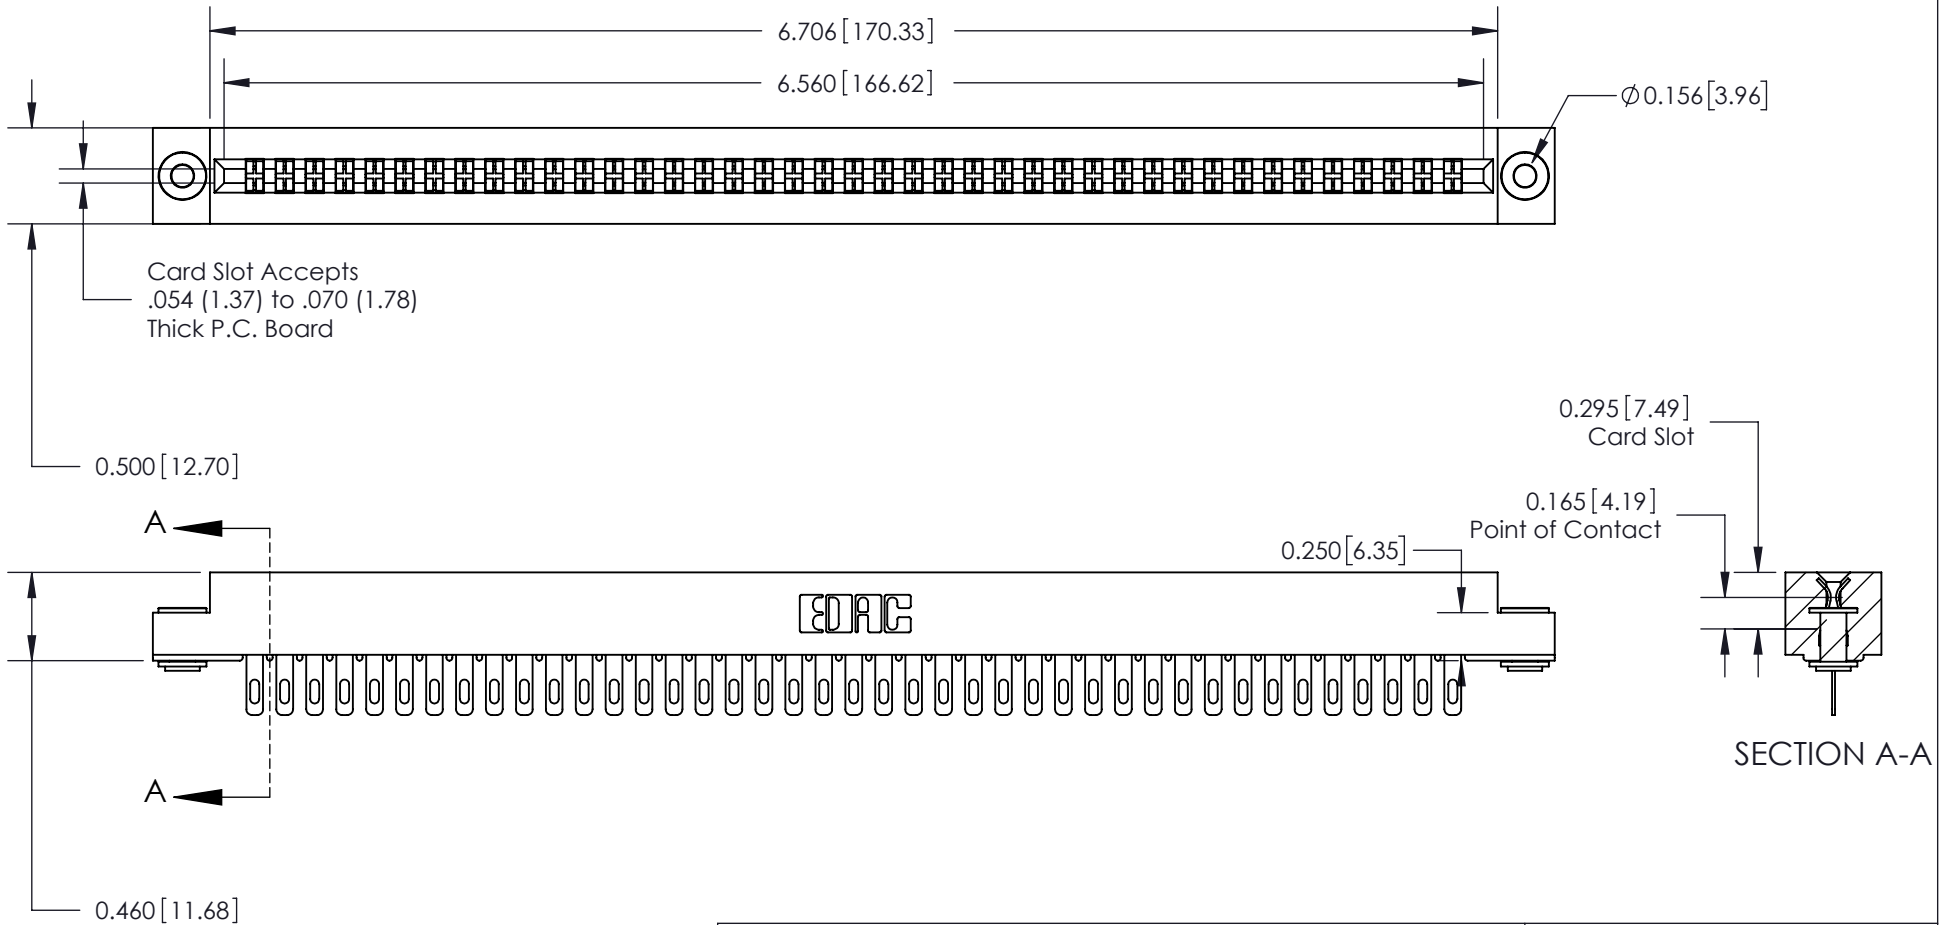 6.706[170.33]
6.560[166.62]
Ø0.156[3.96]
Card Slot Accepts
.054 (1.37) to .070 (1.78)
Thick P.C. Board
0.295[7.49]
Card Slot
0.500[12.70]
0.165[4.19]
Point of Contact
A
0.250[6.35]
EDAC
SECTION A-A
A
0.460[11.68]